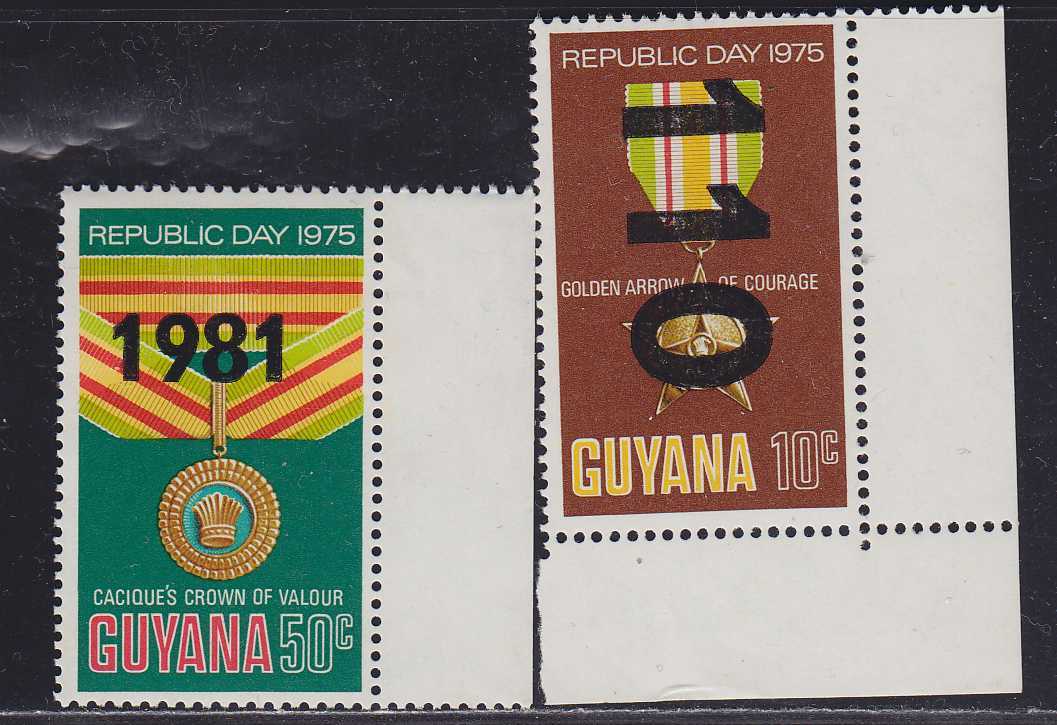 REPUBLIC DAY 1975
1981
CACIQUE'S CROWN OF VALOUR
GUYANA 50c
REPUBLIC DAY 1975
110
GOLDEN ARROW OF COURAGE
GUYANA 10c